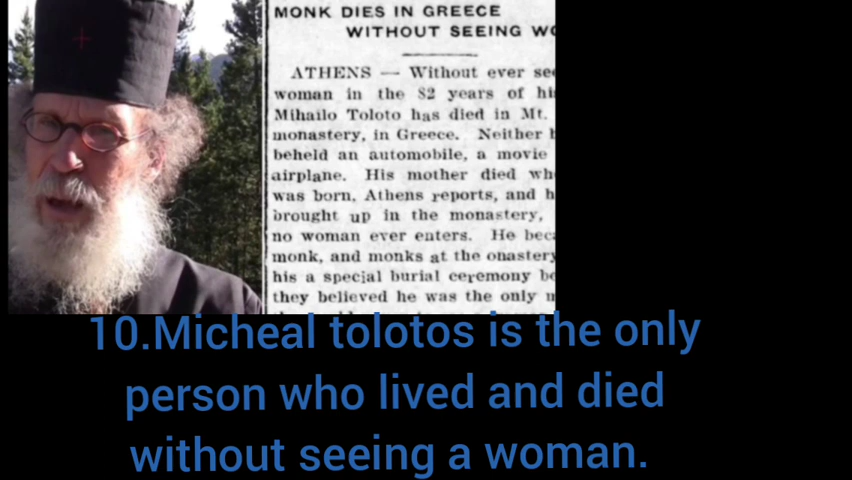 MONK DIES IN GREECE
WITHOUT SEEING
ATHENS — Without ever
woman in the 82 years of
Mihailo Toloto has died in Mt.
monastery, in Greece. Neither
beheld an automobile, a movie
airplane. His mother died
was born, Athens reports, and
brought up in the monastery,
no woman ever enters. He
monk, and monks at the onastery
his a special burial ceremony
they believed he was the only
10.Micheal tolotos is the only
person who lived and died
without seeing a woman.